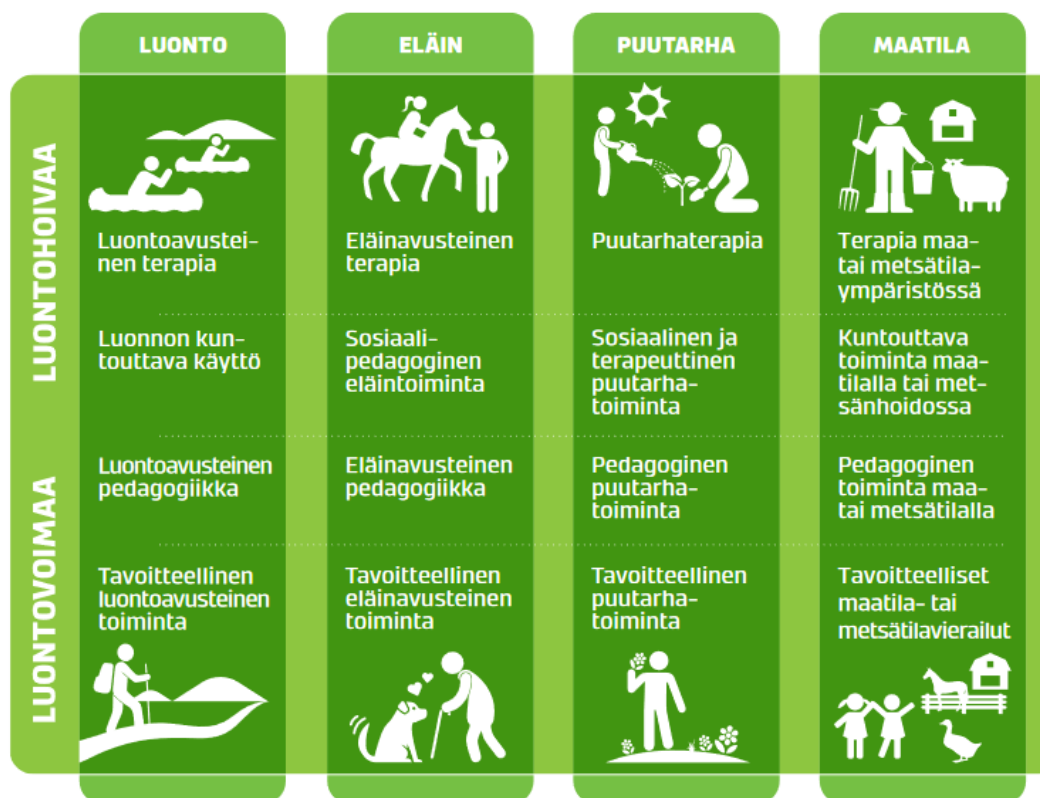 LUONTO
ELÄIN
PUUTARHA
MAATILA
LUONTOHOIVAA
Luontoavustei-
nen terapia
Eläinavusteinen
terapia
Puutarhaterapia
Terapia maa-
tai metsätila-
ympäristössä
Luonnon kun-
touttava käyttö
Sosiaali-
pedagoginen
eläintoiminta
Sosiaalinen ja
terapeuttinen
puutarha-
toiminta
Kuntouttava
toiminta maa-
tilalla tai met-
sänhoidossa
LUONTOVOIMAA
Luontoavusteinen
pedagogiikka
Eläinavusteinen
pedagogiikka
Pedagoginen
puutarha-
toiminta
Pedagoginen
toiminta maa-
tai metsätilalla
Tavoitteellinen
luontoavusteinen
toiminta
Tavoitteellinen
eläinavusteinen
toiminta
Tavoitteellinen
puutarha-
toiminta
Tavoitteelliset
maatila- tai
metsätilavierailut